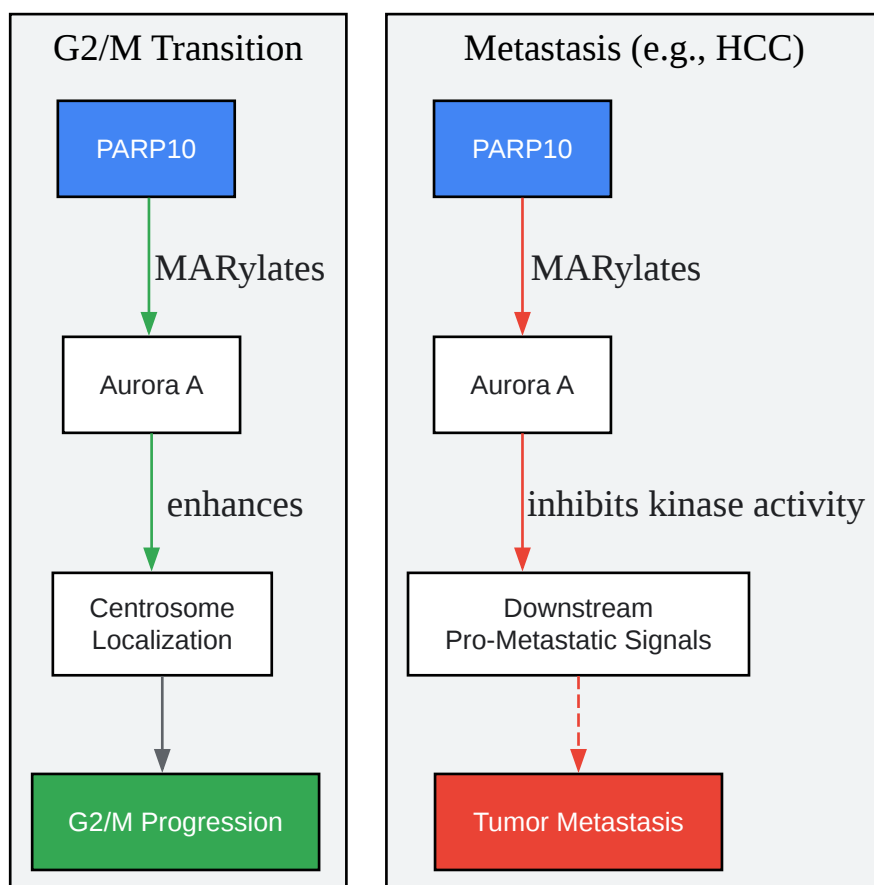 G2/M Transition
PARP10
MARylates
Aurora A
enhances
Centrosome
Localization
G2/M Progression
Metastasis (e.g., HCC)
PARP10
MARylates
Aurora A
inhibits kinase activity
Downstream
Pro-Metastatic Signals
Tumor Metastasis